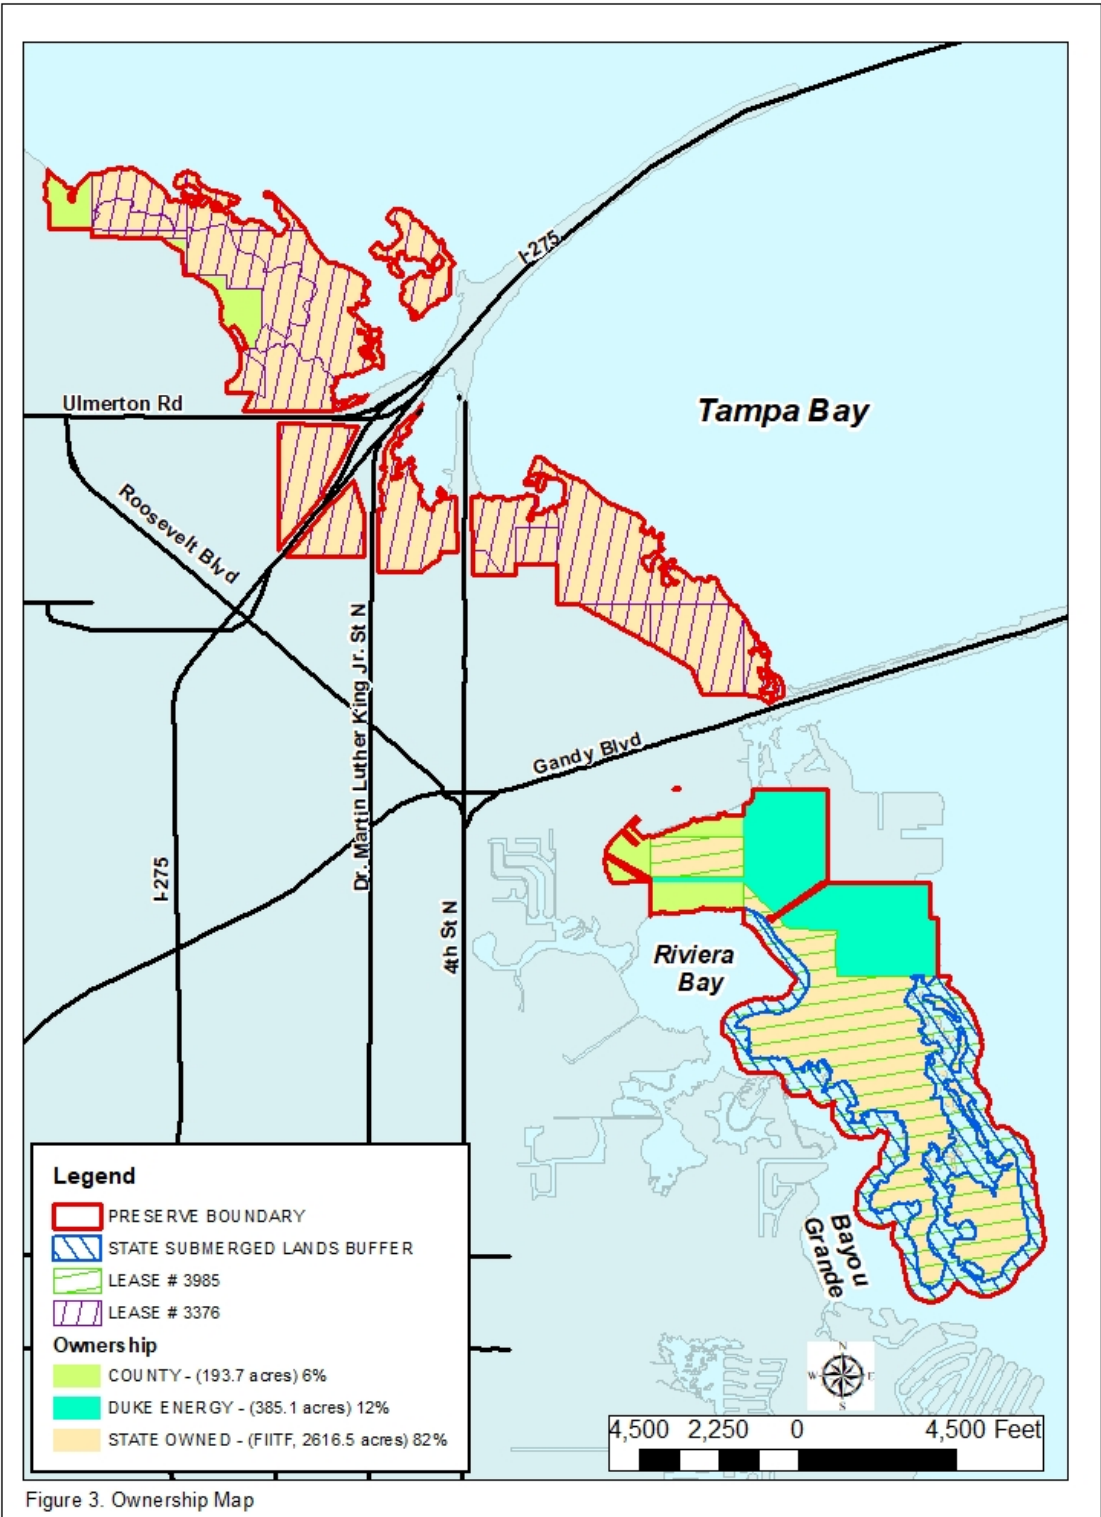 I-275
Ulmerton Rd
Tampa Bay
Roosevelt Blvd
Dr. Martin Luther King Jr. St N
Gandy Blvd
I-275
4th St N
Riviera
Bay
Bayou
Grande
Legend
PRESERVE BOUNDARY
STATE SUBMERGED LANDS BUFFER
LEASE # 3985
LEASE # 3376
Ownership
COUNTY - (193.7 acres) 6%
DUKE ENERGY - (385.1 acres) 12%
STATE OWNED - (FIITF, 2616.5 acres) 82%
N
W E
S
4,500 2,250 0 4,500 Feet
Figure 3. Ownership Map